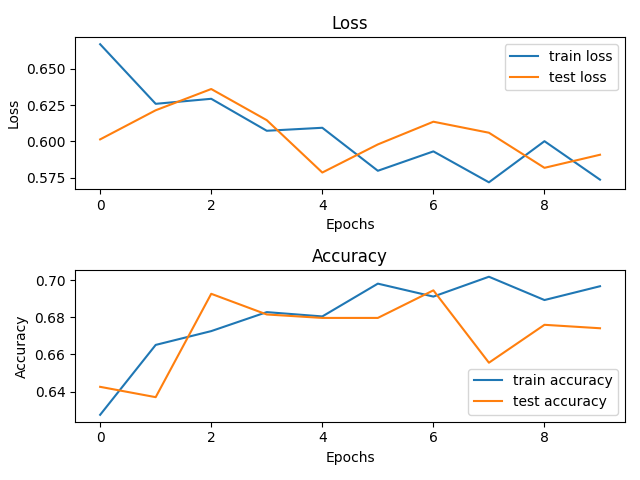 Loss
0.650
0.625
0.600
0.575
Loss
train loss
test loss
0 2 4 6 8
Epochs
Accuracy
0.70
0.68
0.66
0.64
Accuracy
train accuracy
test accuracy
0 2 4 6 8
Epochs